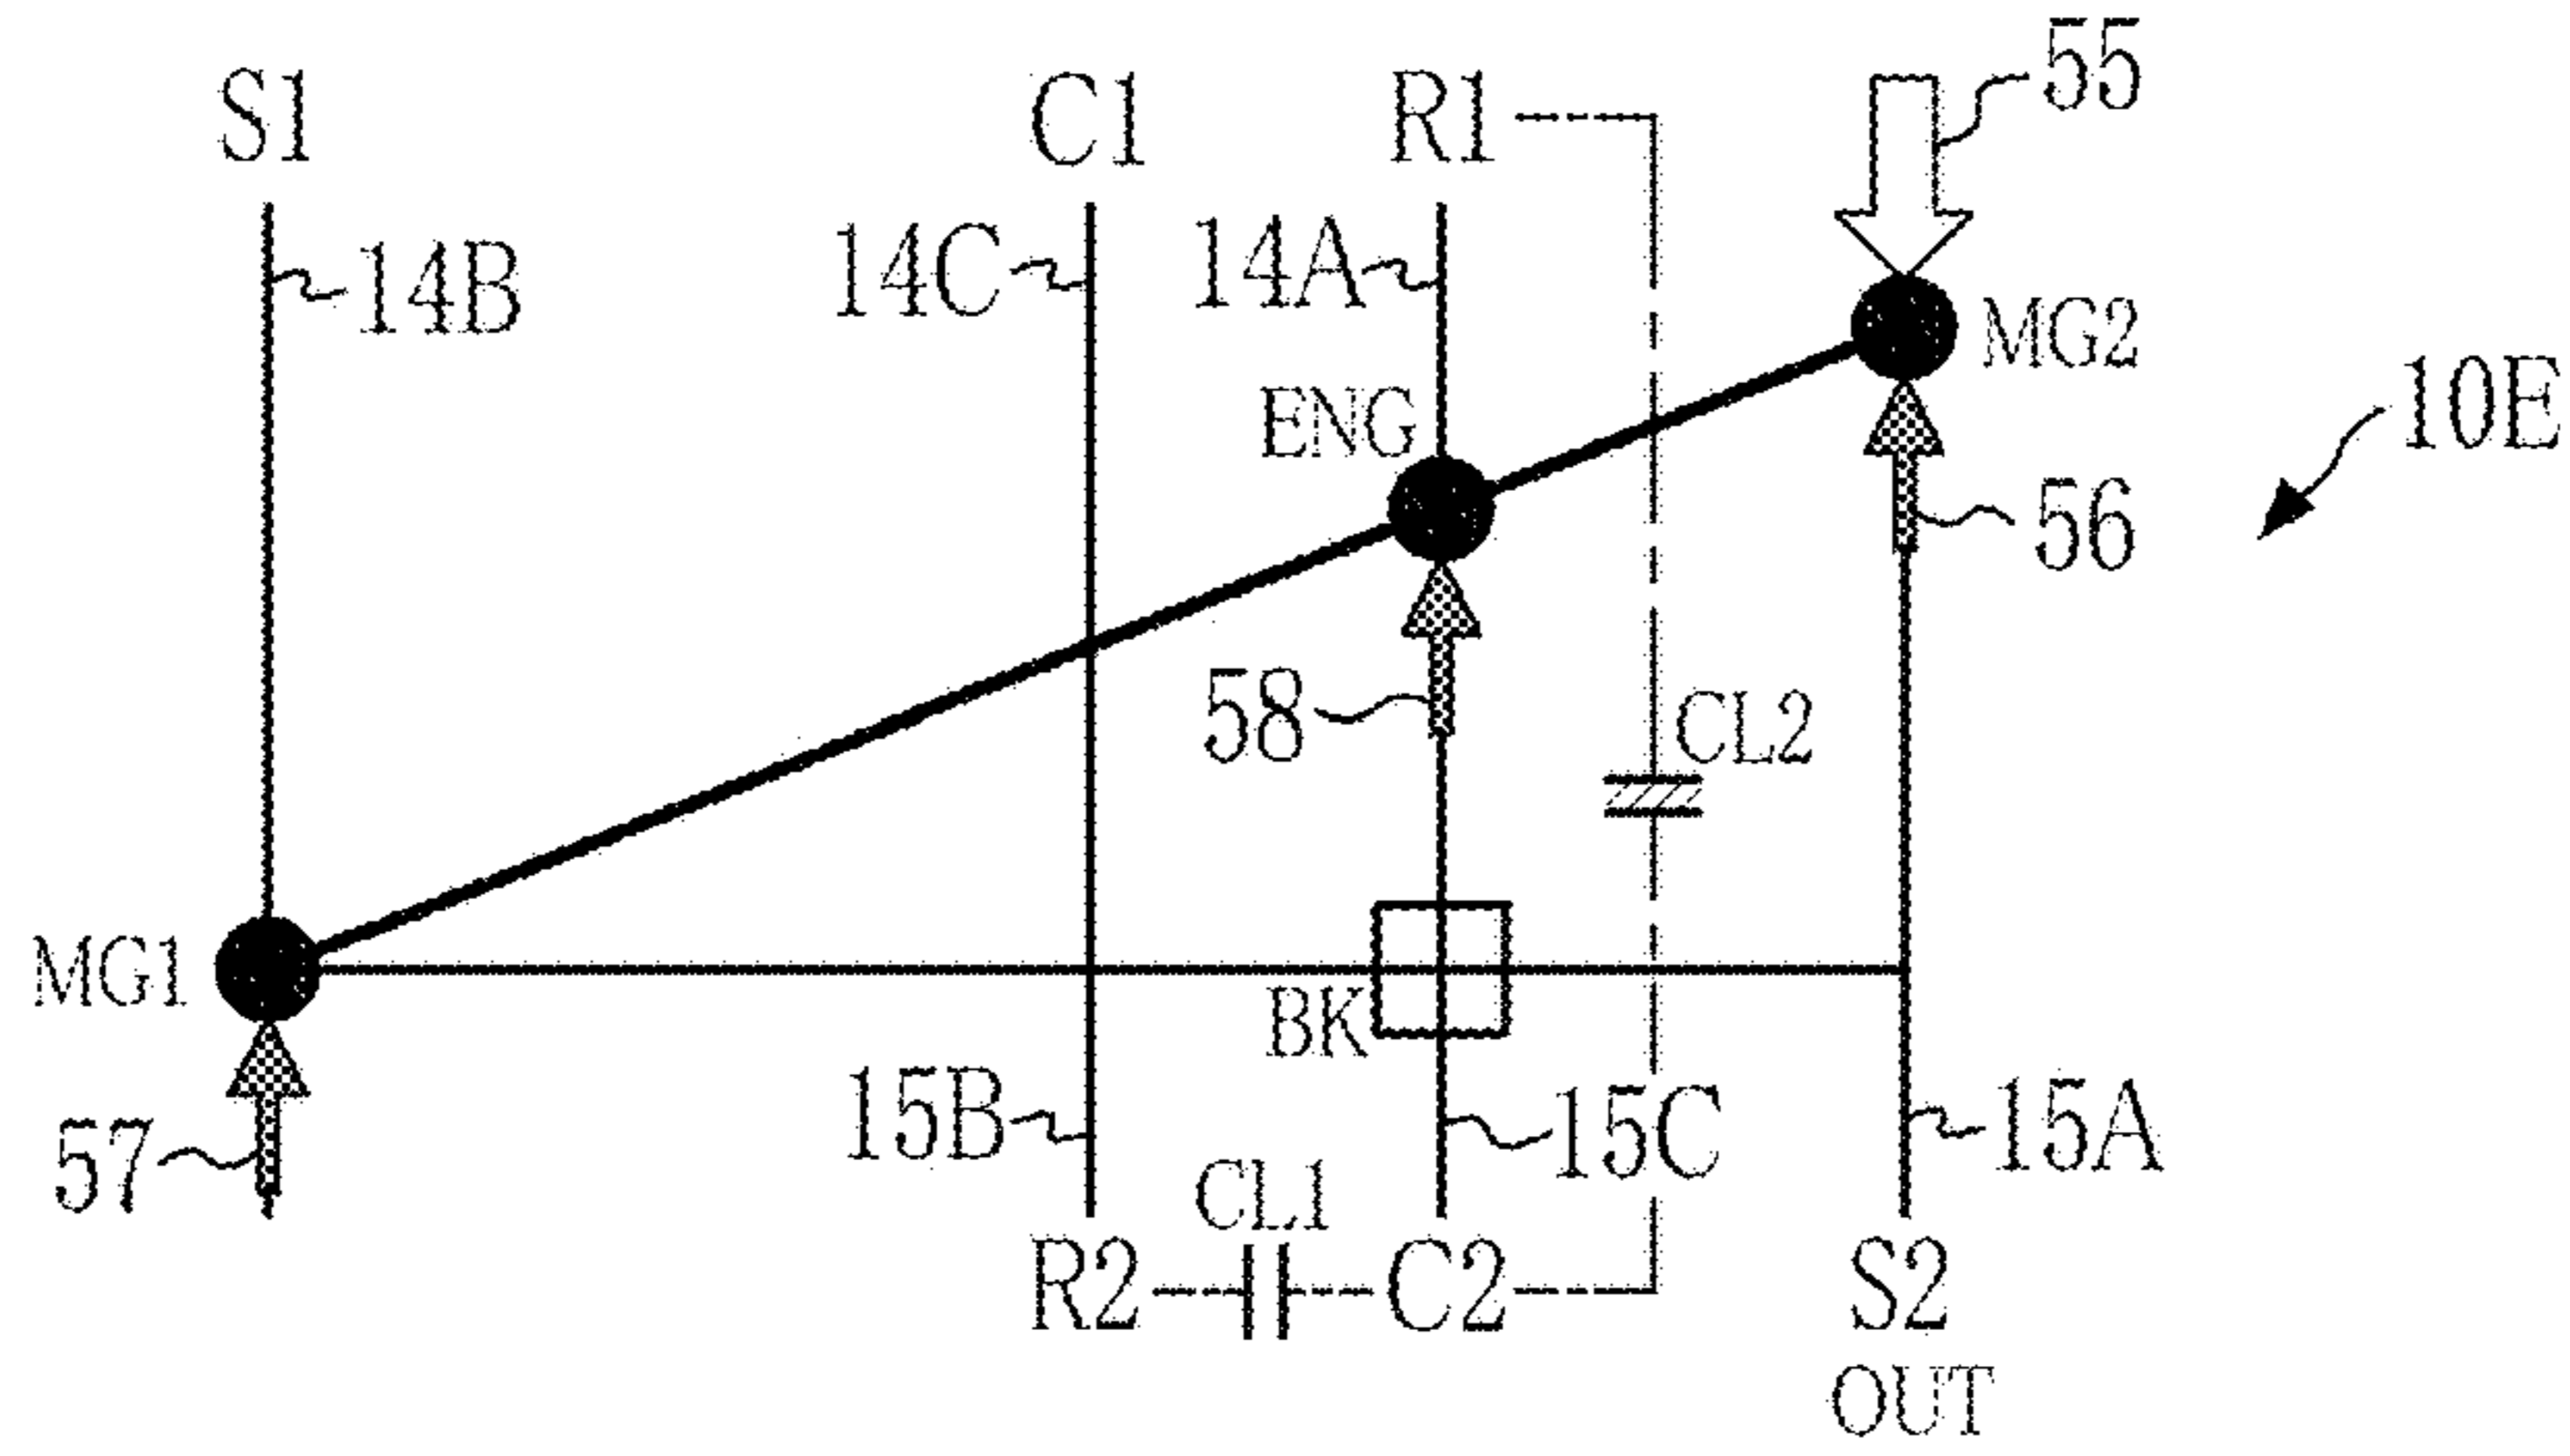 S1 C1 R1 55
14B 14C 14A
MG2
ENG 10E
56
58 CL2
MG1 BK
57 15B 15C 15A
CL1
R2 C2 S2
OUT